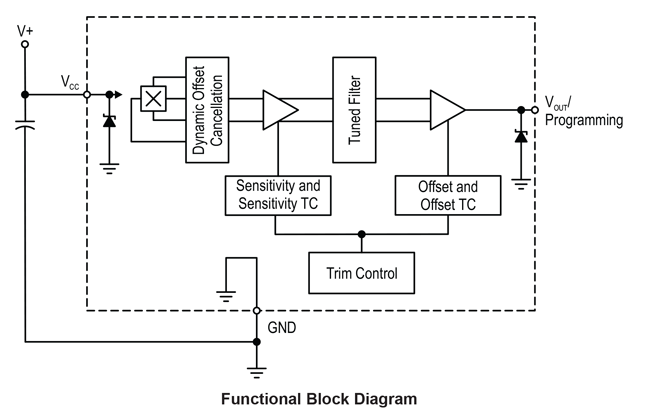 V+
VCC
Dynamic Offset
Cancellation
Tuned Filter
VOUT/
Programming
Sensitivity and
Sensitivity TC
Offset and
Offset TC
Trim Control
GND
Functional Block Diagram